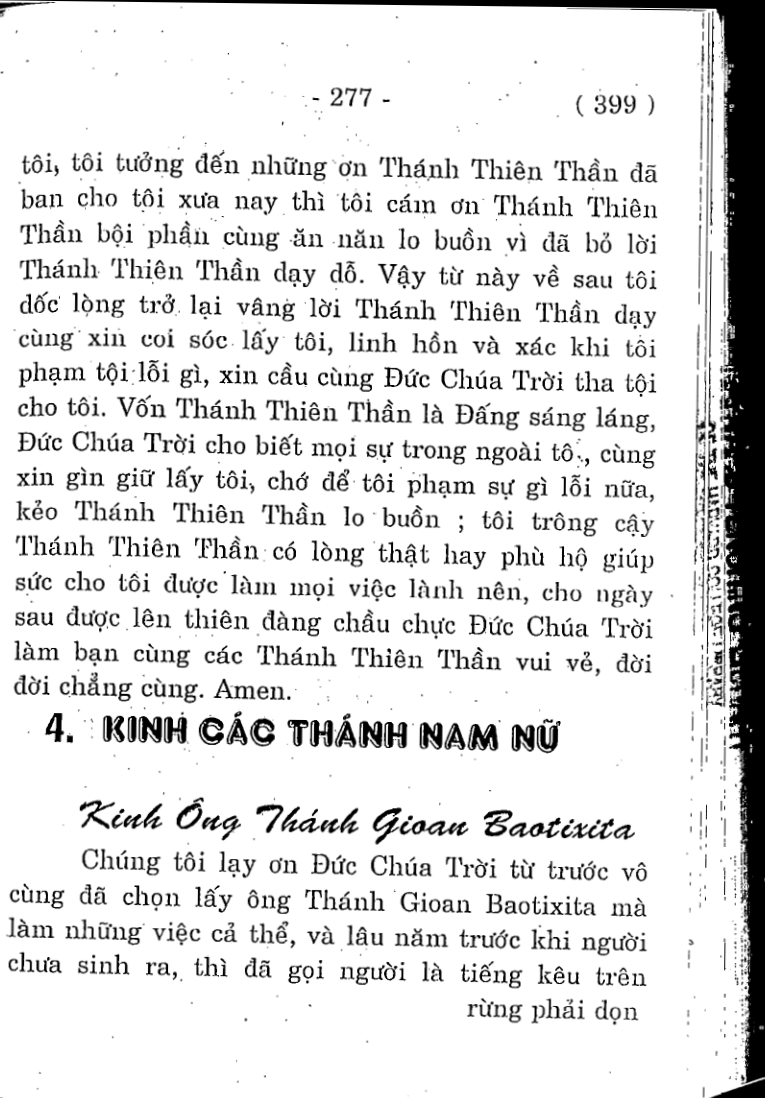 - 277 -
( 399 )
tôi, tôi tưởng đến những ơn Thánh Thiên Thần đã
ban cho tôi xưa nay thì tôi cám ơn Thánh Thiên
Thần bội phần cùng ăn năn lo buồn vì đã bỏ lời
Thánh Thiên Thần dạy dỗ. Vậy từ này về sau tôi
dốc lòng trở lại vâng lời Thánh Thiên Thần dạy
cùng xin coi sóc lấy tôi, linh hồn và xác khi tôi
phạm tội lỗi gì, xin cầu cùng Đức Chúa Trời tha tội
cho tôi. Vốn Thánh Thiên Thần là Đấng sáng láng,
Đức Chúa Trời cho biết mọi sự trong ngoài cùng
xin gìn giữ lấy tôi, chớ để tôi phạm sự gì lỗi nữa,
kẻo Thánh Thiên Thần lo buồn ; tôi trông cậy
Thánh Thiên Thần có lòng thật hay phù hộ giúp
sức cho tôi được làm mọi việc lành nên, cho ngày
sau được lên thiên đàng chầu chực Đức Chúa Trời
làm bạn cùng các Thánh Thiên Thần vui vẻ, đời
đời chẳng cùng. Amen.
4. KINH CÁC THÁNH NAM NỮ
Kinh Ông Thánh Gioan Baotixita
Chúng tôi lạy ơn Đức Chúa Trời từ trước vô
cùng đã chọn lấy ông Thánh Gioan Baotixita mà
làm những việc cả thể, và lâu năm trước khi người
chưa sinh ra, thì đã gọi người là tiếng kêu trên
rừng phải dọn